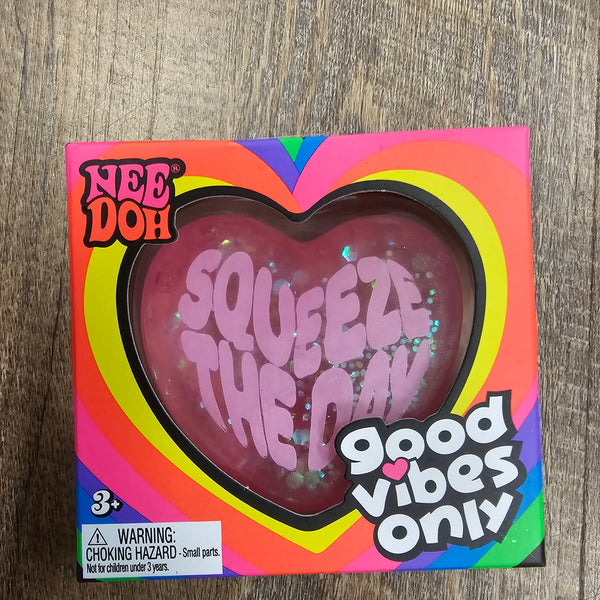 NEE
DOH®
SQUEEZE
THE DAY
good
vibes
only
3+
WARNING:
CHOKING HAZARD - Small parts.
Not for children under 3 years.